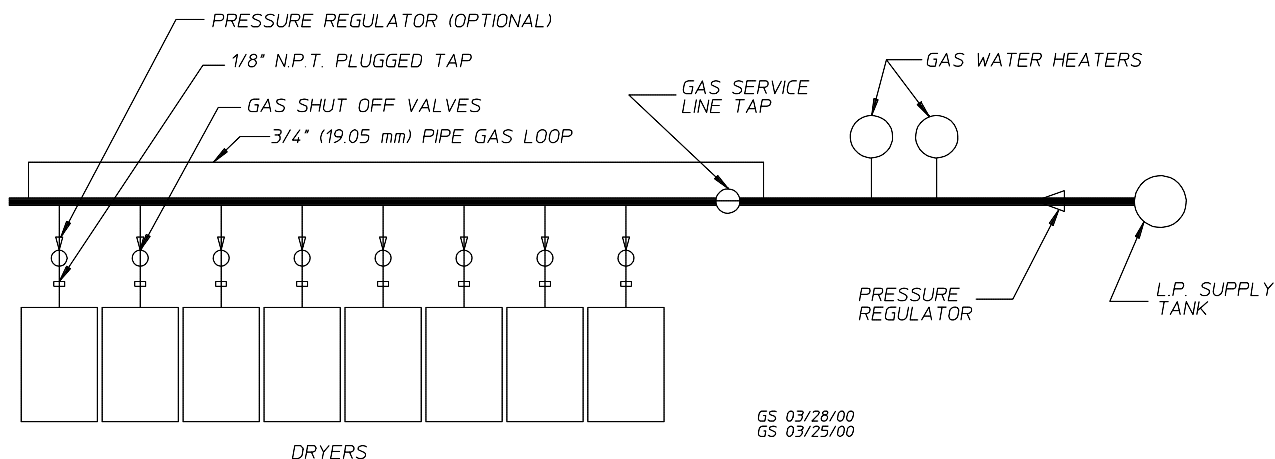 PRESSURE REGULATOR (OPTIONAL)
1/8" N.P.T. PLUGGED TAP
GAS SHUT OFF VALVES
3/4" (19.05 mm) PIPE GAS LOOP
GAS SERVICE
LINE TAP
GAS WATER HEATERS
PRESSURE
REGULATOR
L.P. SUPPLY
TANK
GS 03/28/00
GS 03/25/00
DRYERS